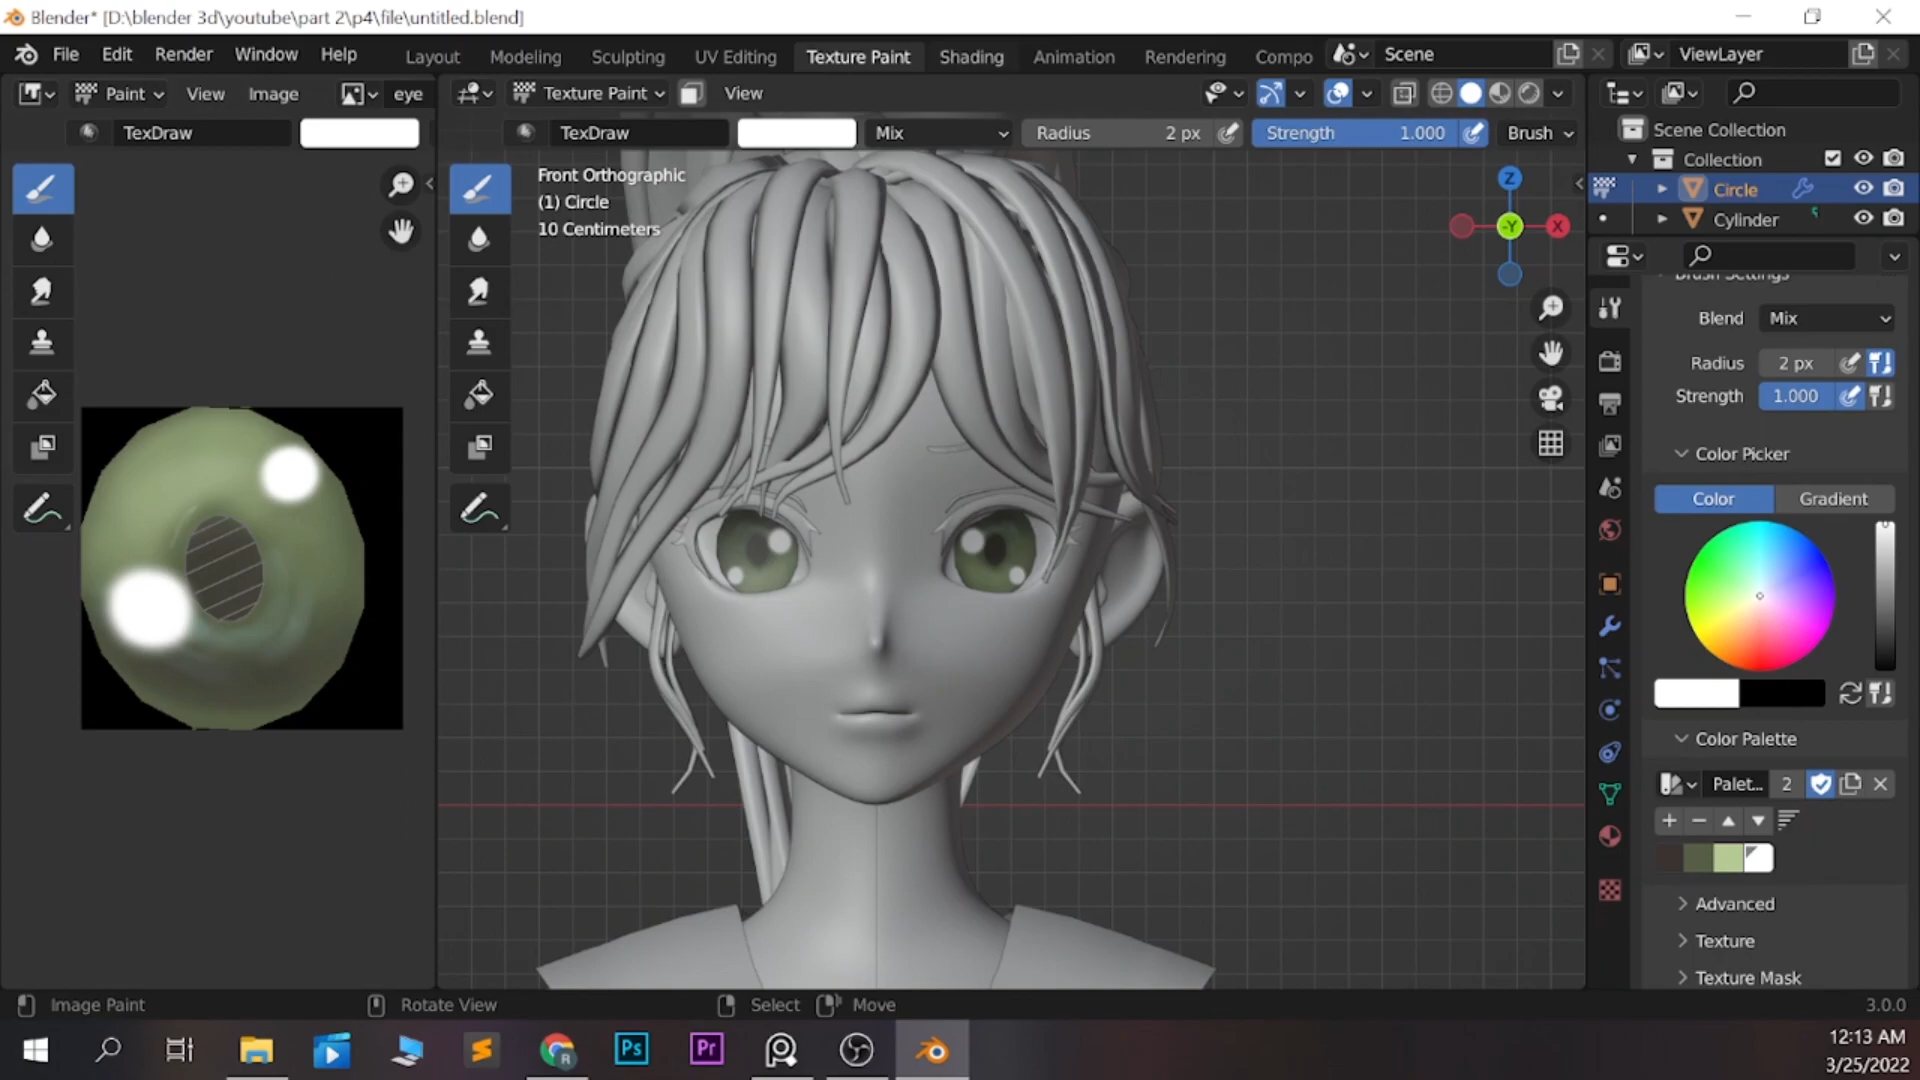 Blender* [D:\blender 3d\youtube\part 2\p4\file\untitled.blend]
File Edit Render Window Help Layout Modeling Sculpting UV Editing Texture Paint Shading Animation Rendering Compo Scene ViewLayer
Paint View Image eye Texture Paint View
TexDraw TexDraw Mix Radius 2 px Strength 1.000 Brush
Scene Collection
Collection
Circle
Cylinder
Front Orthographic
(1) Circle
10 Centimeters
Z
-Y X
Brush Settings
Blend Mix
Radius 2 px
Strength 1.000
Color Picker
Color Gradient
Color Palette
Palet... 2
Advanced
Texture
Texture Mask
Image Paint Rotate View Select Move 3.0.0
R Ps Pr
12:13 AM
3/25/2022